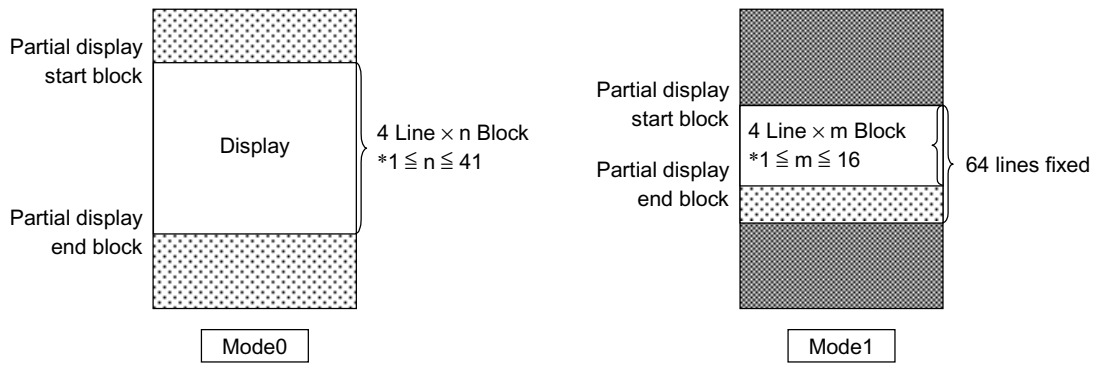 Partial display
start block
Display
4 Line × n Block
*1 ≦ n ≦ 41
Partial display
end block
Mode0
Partial display
start block
4 Line × m Block
*1 ≦ m ≦ 16
64 lines fixed
Partial display
end block
Mode1